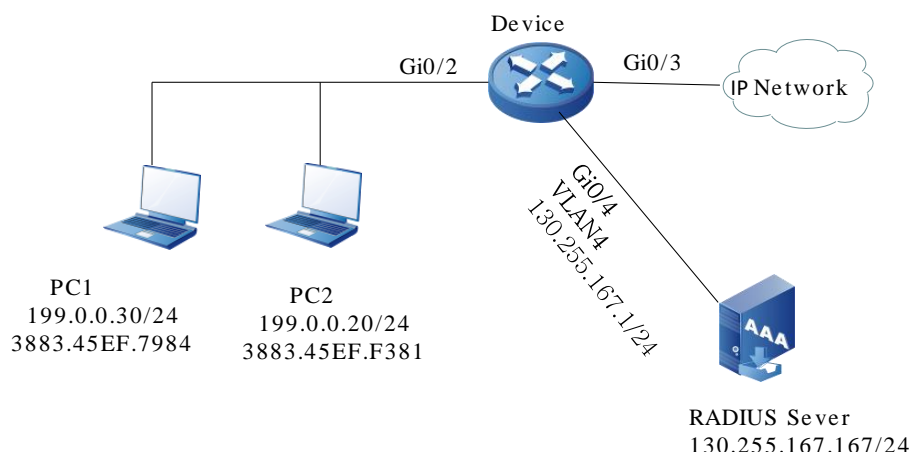 Device
Gi0/2
Gi0/3
IP Network
Gi0/4
VLAN4
130.255.167.1/24
PC1
199.0.0.30/24
3883.45EF.7984
PC2
199.0.0.20/24
3883.45EF.F381
AAA
RADIUS Sever
130.255.167.167/24